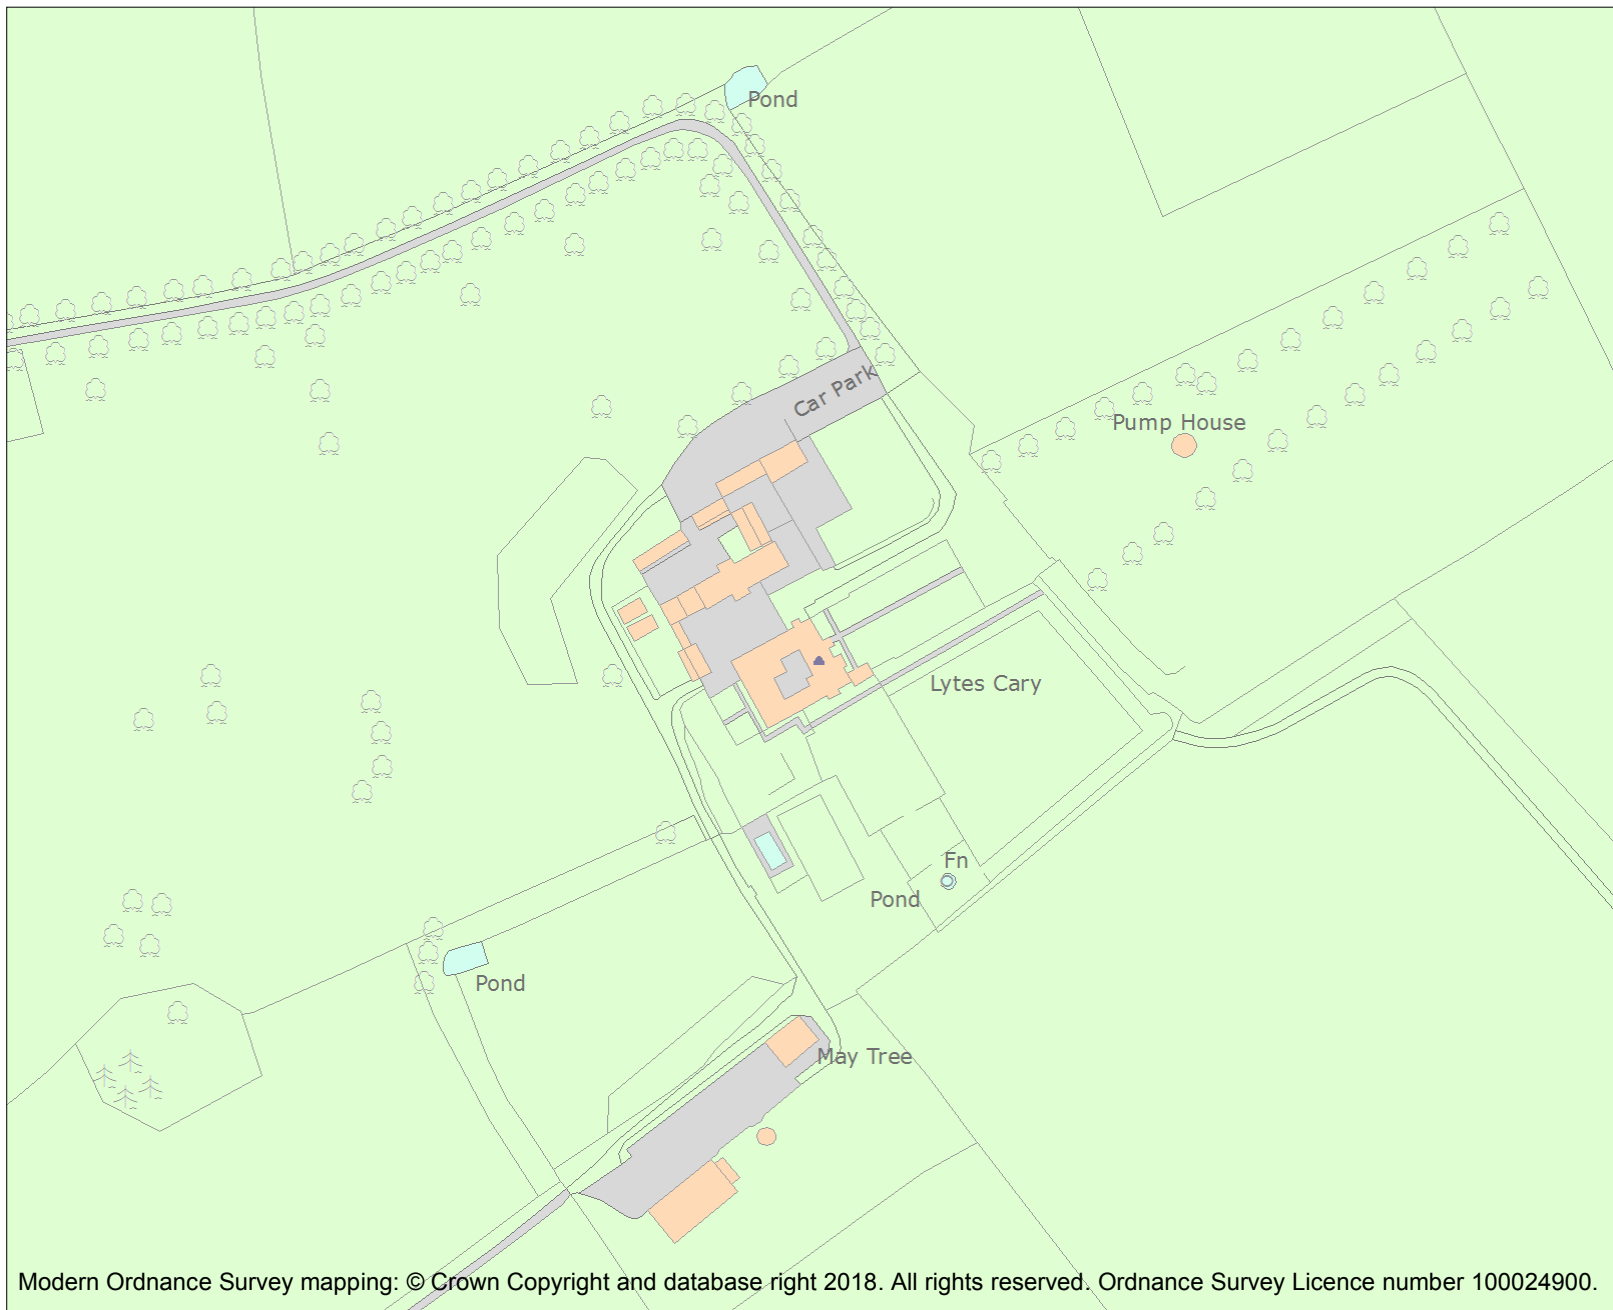 Pond
Car Park
Pump House
Lytes Cary
Fn
Pond
Pond
May Tree
Modern Ordnance Survey mapping: © Crown Copyright and database right 2018. All rights reserved. Ordnance Survey Licence number 100024900.